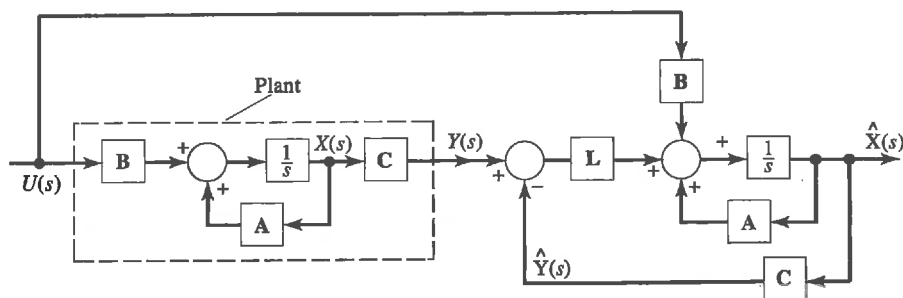 B
Plant
+
X(s)
1/s
C
Y(s)
+
L
+
+
1/s
X̂(s)
U(s)
B
+
−
+
A
A
Ŷ(s)
C